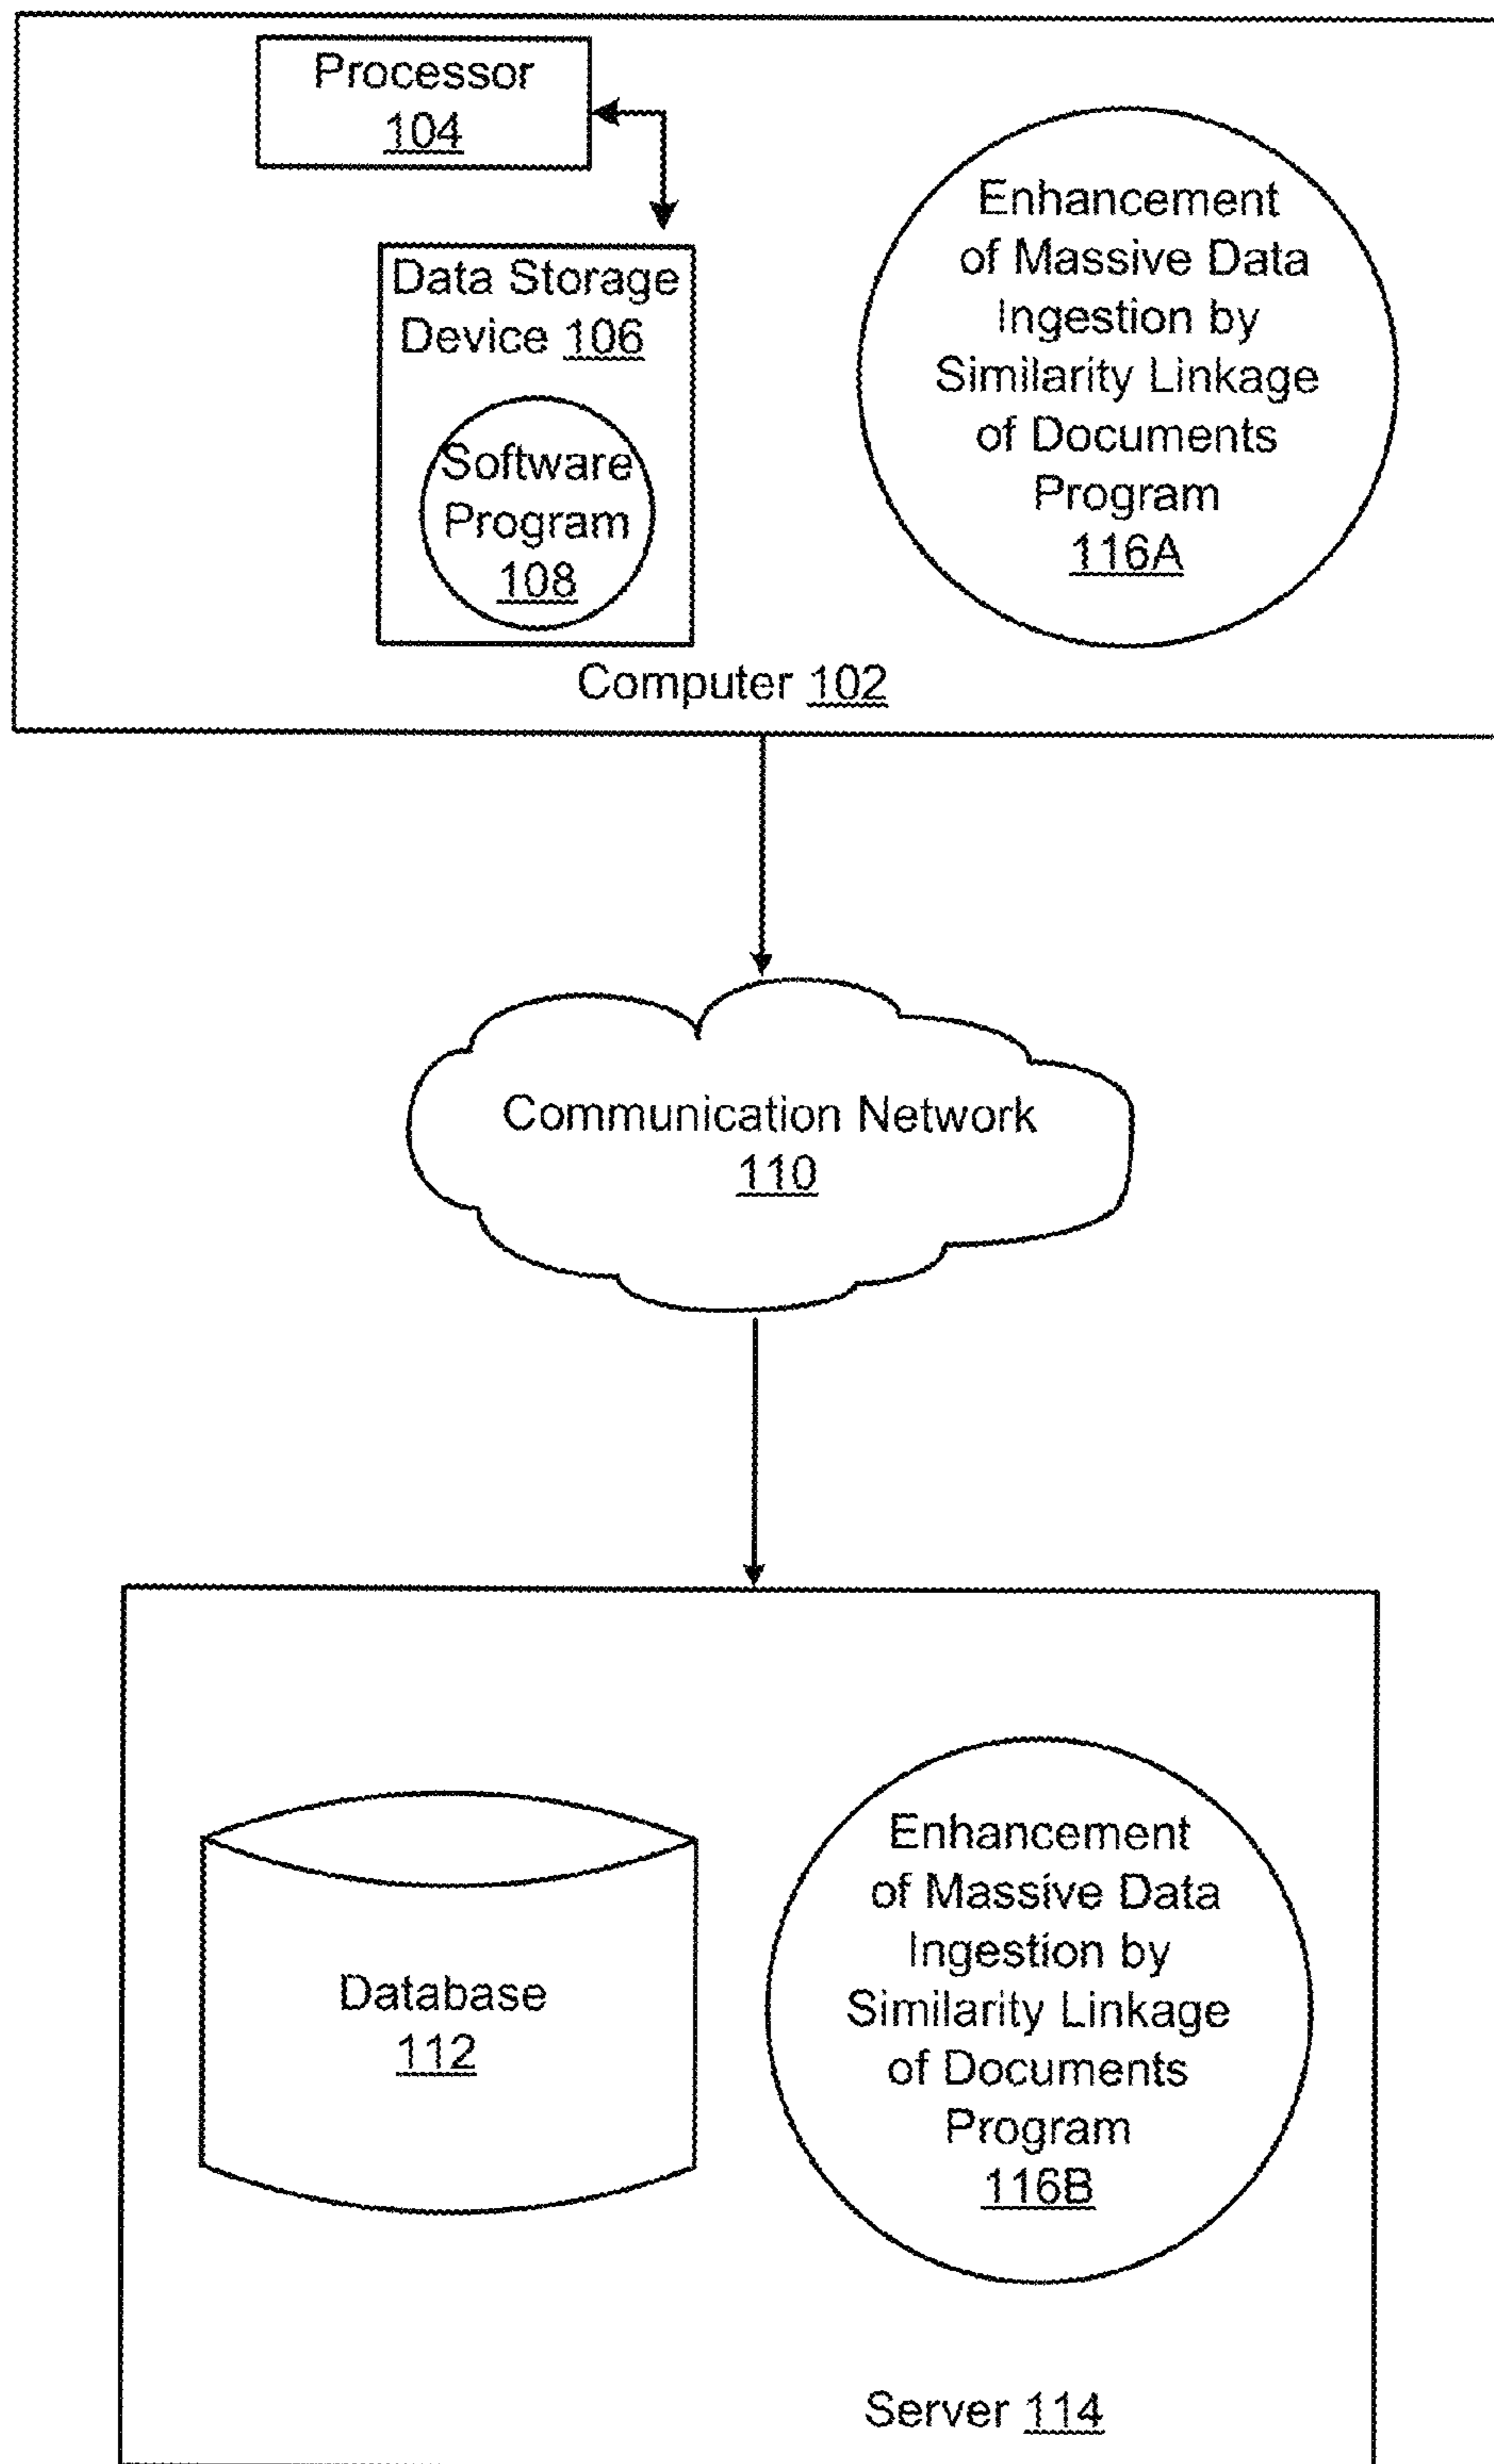 Processor
104
Data Storage
Device 106
Software
Program
108
Enhancement
of Massive Data
Ingestion by
Similarity Linkage
of Documents
Program
116A
Computer 102
Communication Network
110
Database
112
Enhancement
of Massive Data
Ingestion by
Similarity Linkage
of Documents
Program
116B
Server 114